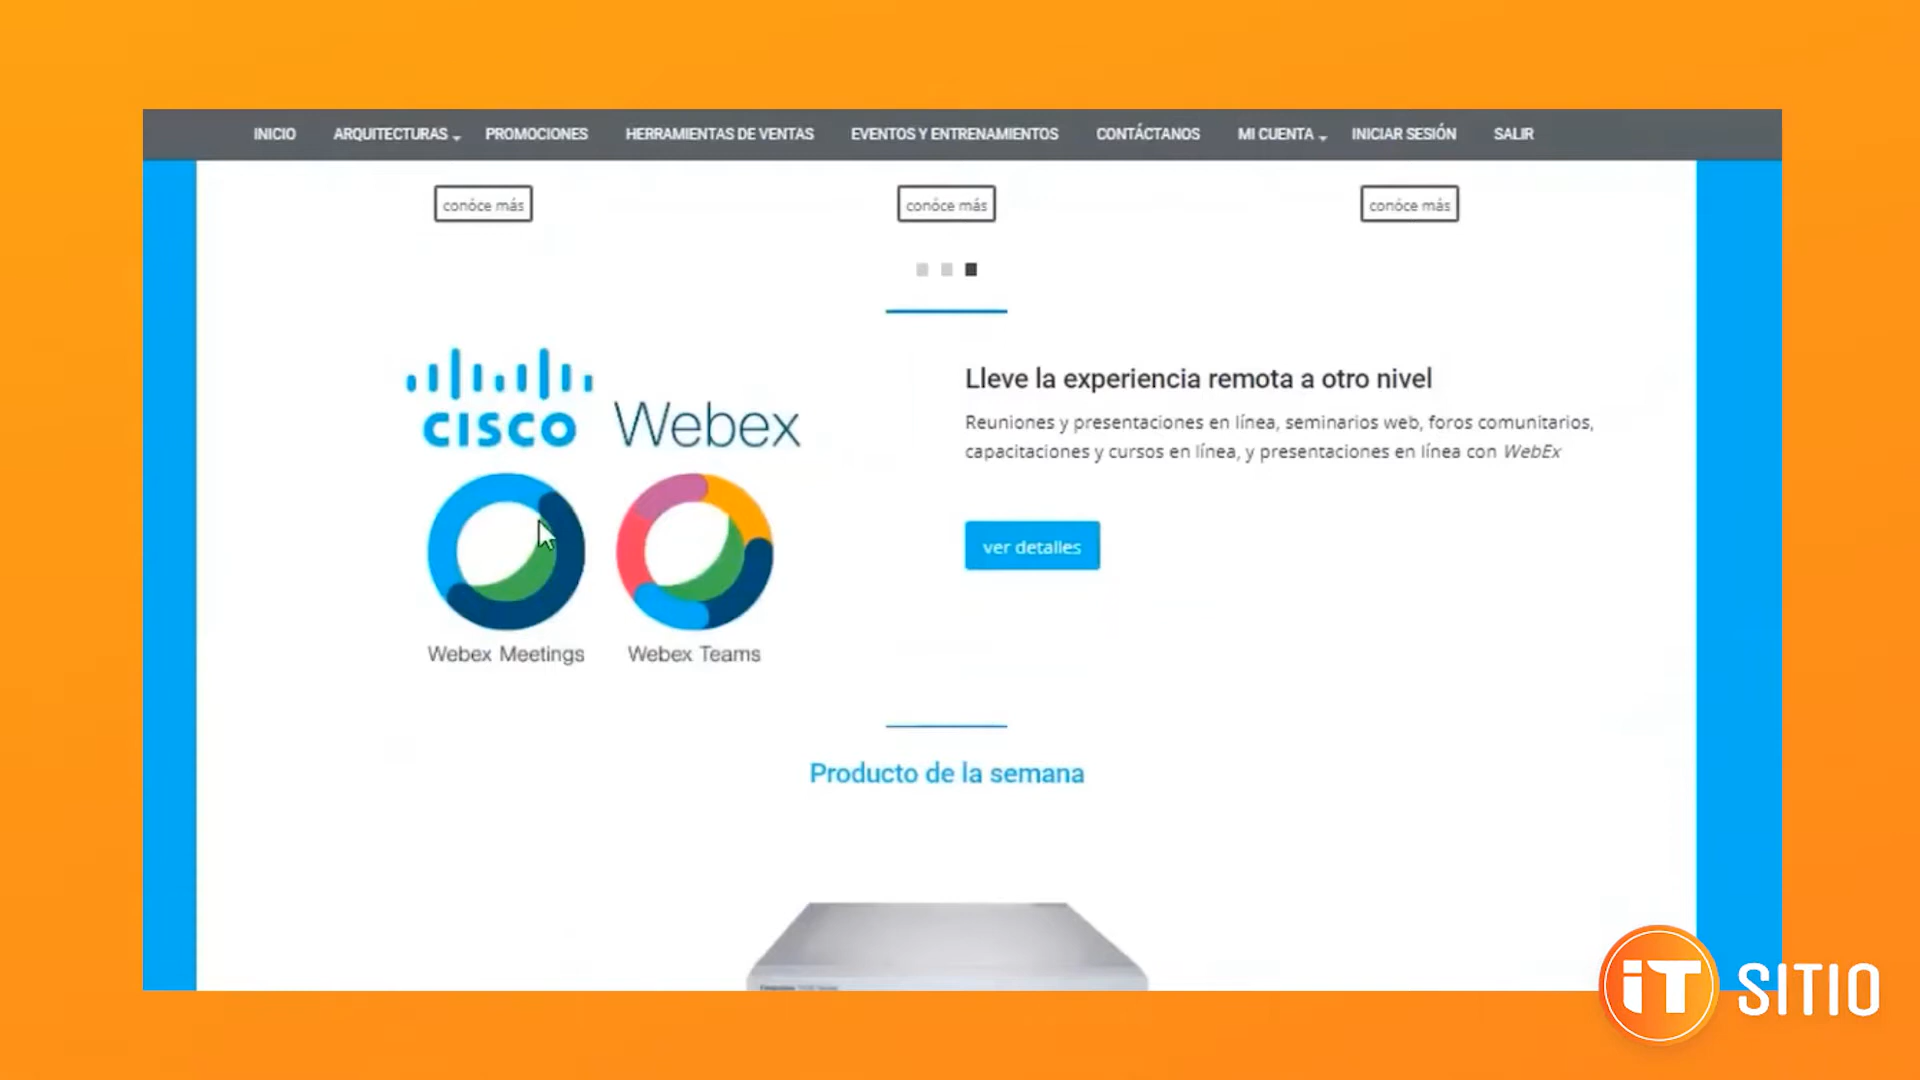 INICIO ARQUITECTURAS PROMOCIONES HERRAMIENTAS DE VENTAS EVENTOS Y ENTRENAMIENTOS CONTÁCTANOS MI CUENTA INICIAR SESIÓN SALIR
conóce más conóce más conóce más
CISCO Webex
Webex Meetings Webex Teams
Lleve la experiencia remota a otro nivel
Reuniones y presentaciones en línea, seminarios web, foros comunitarios,
capacitaciones y cursos en línea, y presentaciones en línea con WebEx
ver detalles
Producto de la semana
iT SITIO